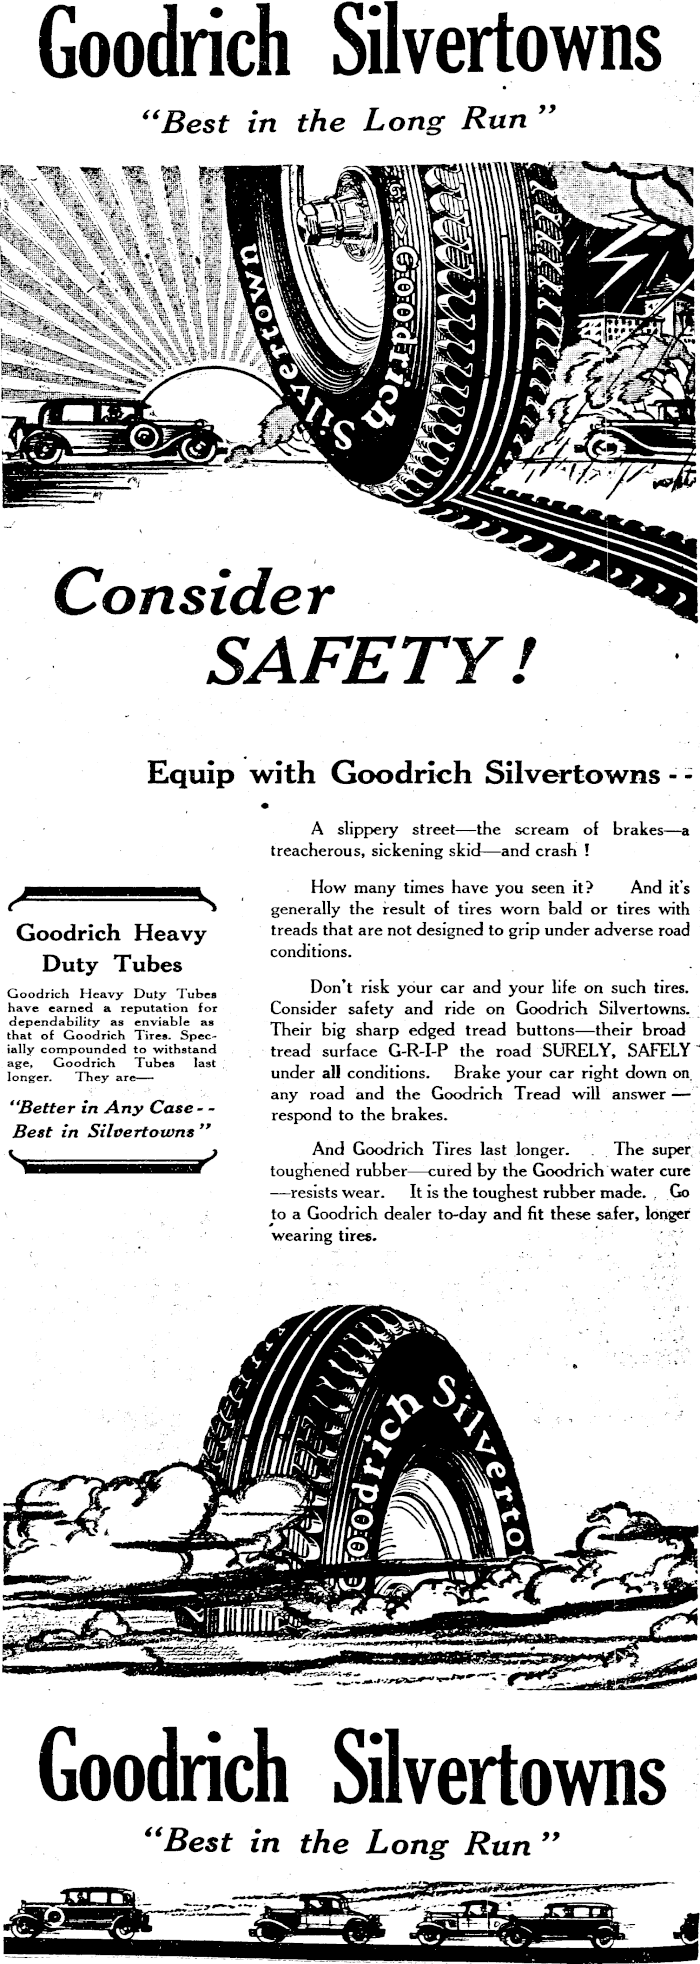 Goodrich Silvertowns
"Best in the Long Run"
Silvertown
Goodrich
Consider
SAFETY!
Equip with Goodrich Silvertowns--
A slippery street—the scream of brakes—a
treacherous, sickening skid—and crash!
How many times have you seen it? And it's
generally the result of tires worn bald or tires with
treads that are not designed to grip under adverse road
conditions.
Don't risk your car and your life on such tires.
Consider safety and ride on Goodrich Silvertowns.
Their big sharp edged tread buttons—their broad
tread surface G-R-I-P the road SURELY, SAFELY
under all conditions. Brake your car right down on
any road and the Goodrich Tread will answer—
respond to the brakes.
And Goodrich Tires last longer. The super
toughened rubber—cured by the Goodrich water cure
—resists wear. It is the toughest rubber made. Go
to a Goodrich dealer to-day and fit these safer, longer
wearing tires.
Goodrich Heavy
Duty Tubes
Goodrich Heavy Duty Tubes
have earned a reputation for
dependability as enviable as
that of Goodrich Tires. Spec-
ially compounded to withstand
age, Goodrich Tubes last
longer. They are—
"Better in Any Case--
Best in Silvertowns"
Goodrich Silverto
Goodrich Silvertowns
"Best in the Long Run"